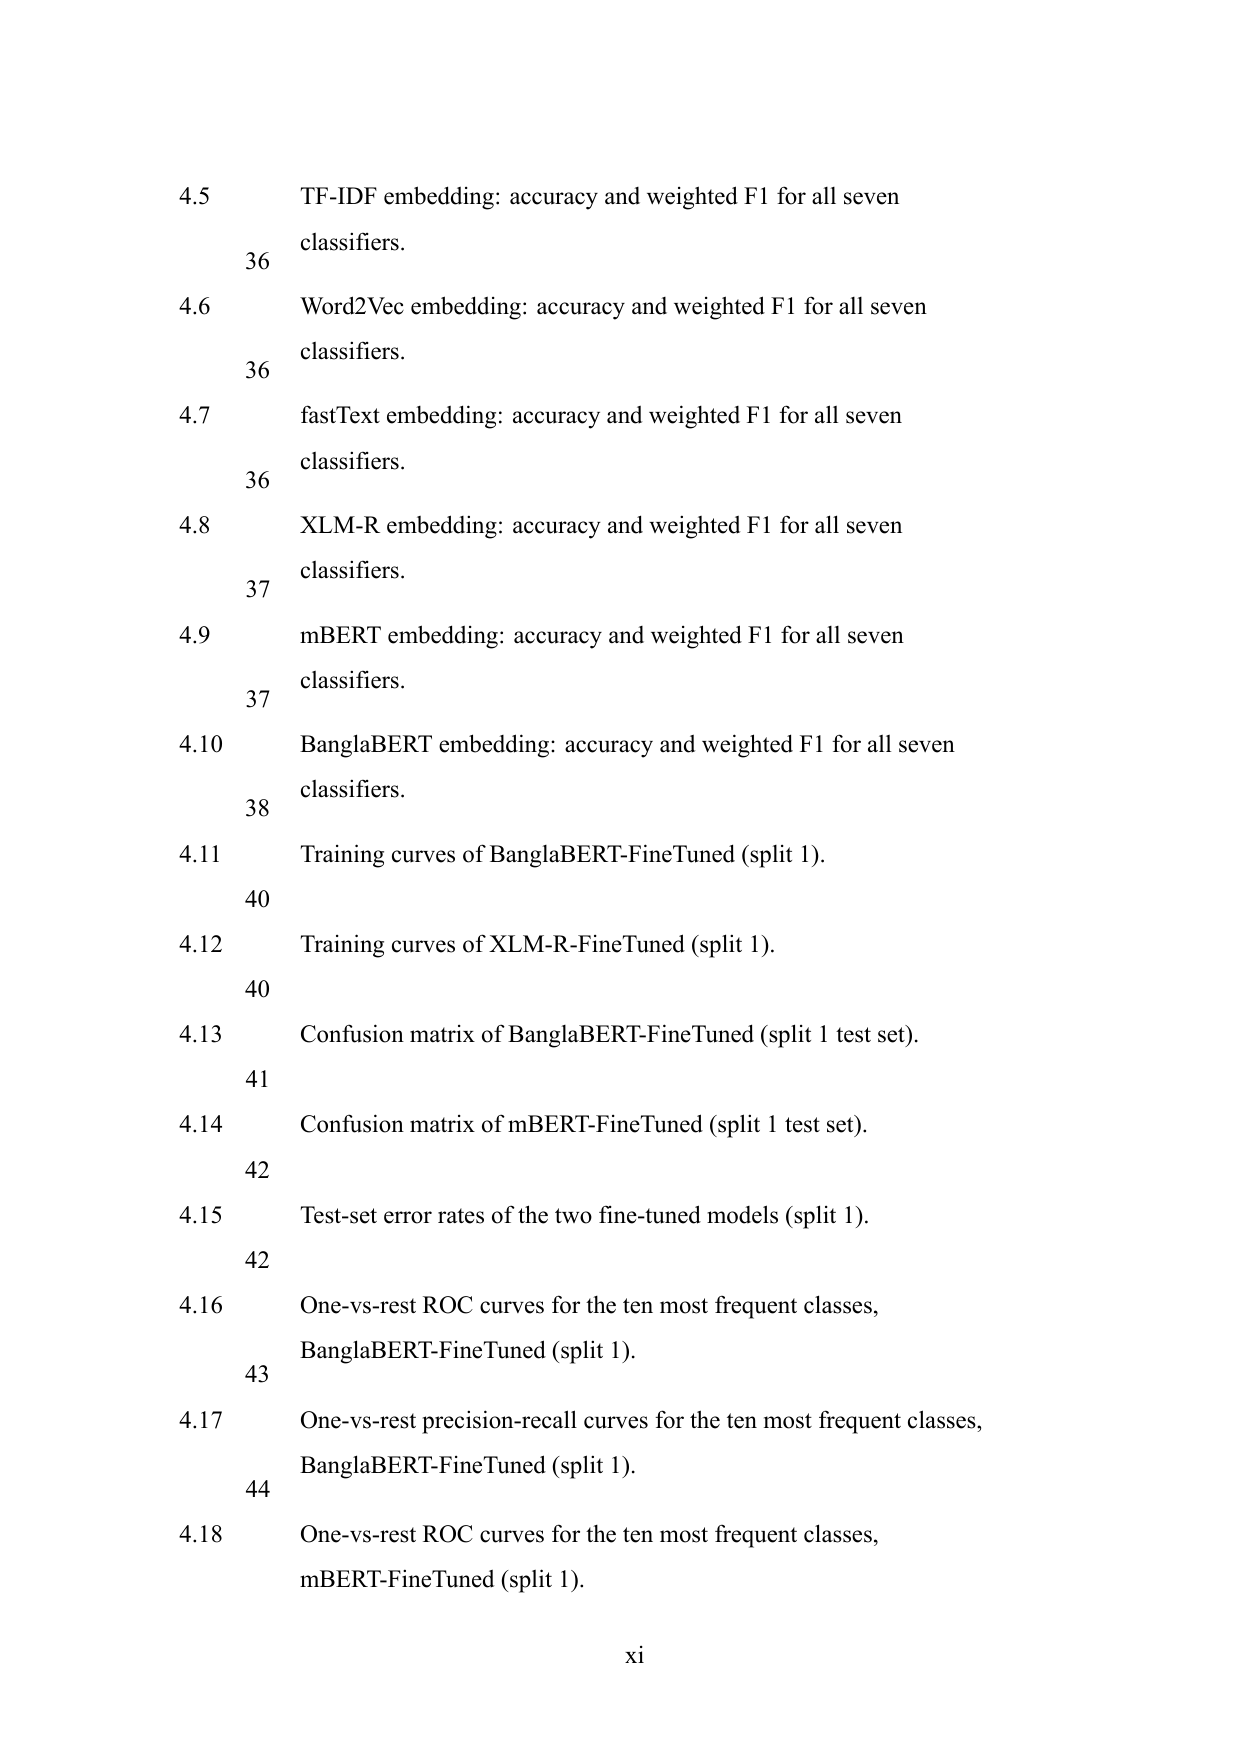 4.5 TF-IDF embedding: accuracy and weighted F1 for all seven
classifiers.
36
4.6 Word2Vec embedding: accuracy and weighted F1 for all seven
classifiers.
36
4.7 fastText embedding: accuracy and weighted F1 for all seven
classifiers.
36
4.8 XLM-R embedding: accuracy and weighted F1 for all seven
classifiers.
37
4.9 mBERT embedding: accuracy and weighted F1 for all seven
classifiers.
37
4.10 BanglaBERT embedding: accuracy and weighted F1 for all seven
classifiers.
38
4.11 Training curves of BanglaBERT-FineTuned (split 1).
40
4.12 Training curves of XLM-R-FineTuned (split 1).
40
4.13 Confusion matrix of BanglaBERT-FineTuned (split 1 test set).
41
4.14 Confusion matrix of mBERT-FineTuned (split 1 test set).
42
4.15 Test-set error rates of the two fine-tuned models (split 1).
42
4.16 One-vs-rest ROC curves for the ten most frequent classes,
BanglaBERT-FineTuned (split 1).
43
4.17 One-vs-rest precision-recall curves for the ten most frequent classes,
BanglaBERT-FineTuned (split 1).
44
4.18 One-vs-rest ROC curves for the ten most frequent classes,
mBERT-FineTuned (split 1).
xi